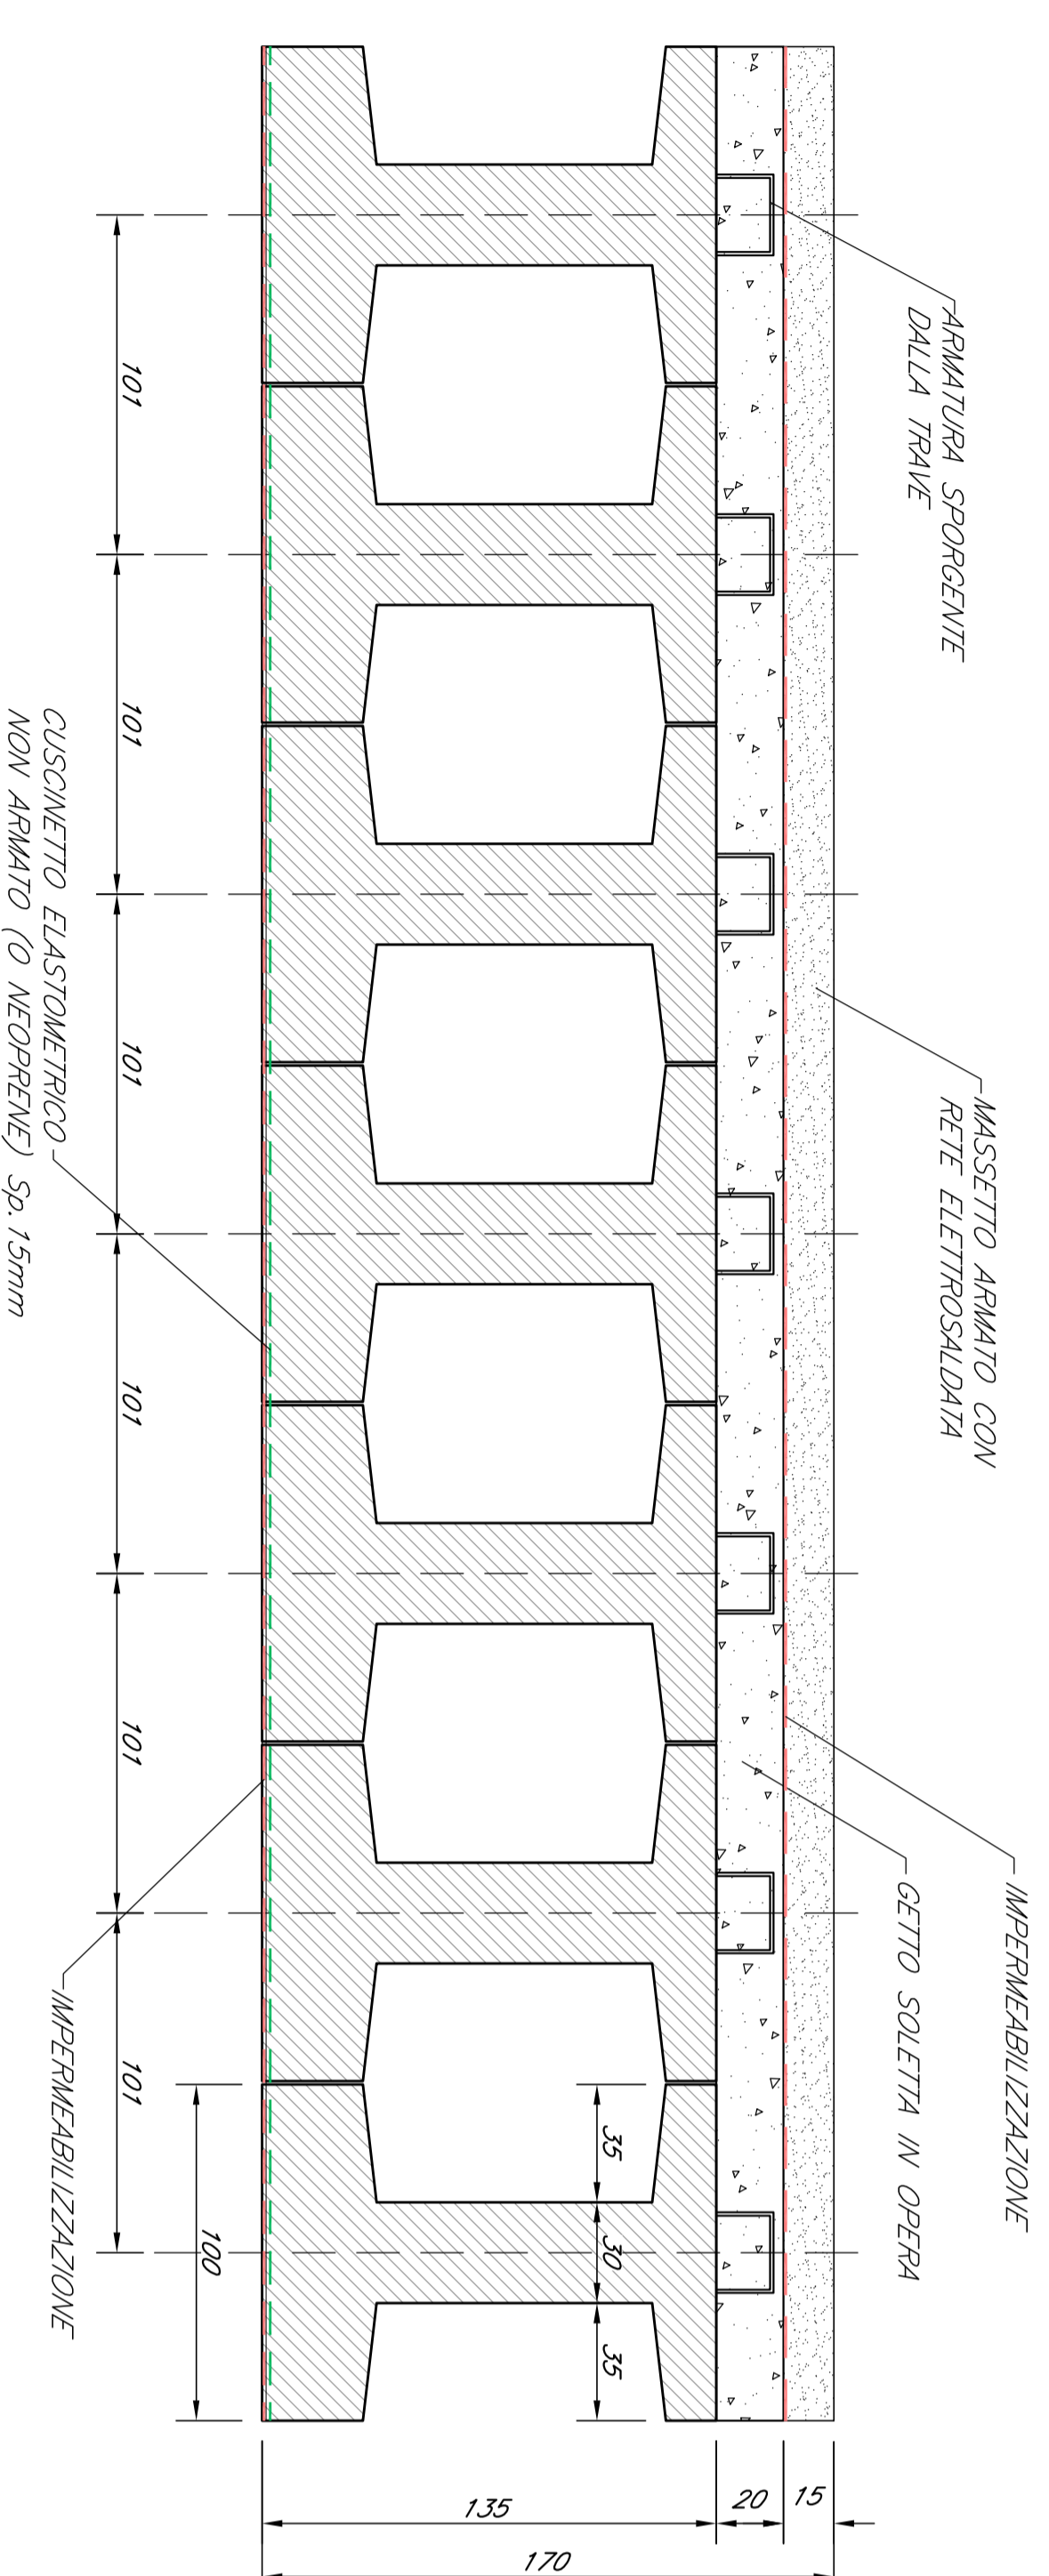 ARMATURA SPORGENTE
DALLA TRAVE
MASSETTO ARMATO CON
RETE ELETTROSALDATA
IMPERMEABILIZZAZIONE
GETTO SOLETTA IN OPERA
15
20
135
170
35
30
35
100
101
101
101
101
101
101
CUSCINETTO ELASTOMETRICO
NON ARMATO (O NEOPRENE) Sp.15mm
IMPERMEABILIZZAZIONE